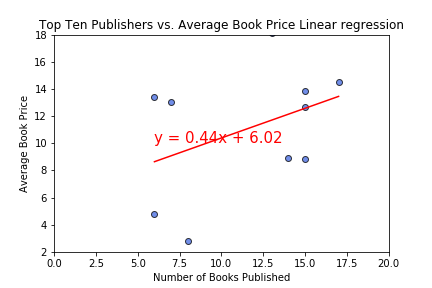 Top Ten Publishers vs. Average Book Price Linear regression
18
16
14
12
10
8
6
4
2
y = 0.44x + 6.02
Average Book Price
0.0 2.5 5.0 7.5 10.0 12.5 15.0 17.5 20.0
Number of Books Published